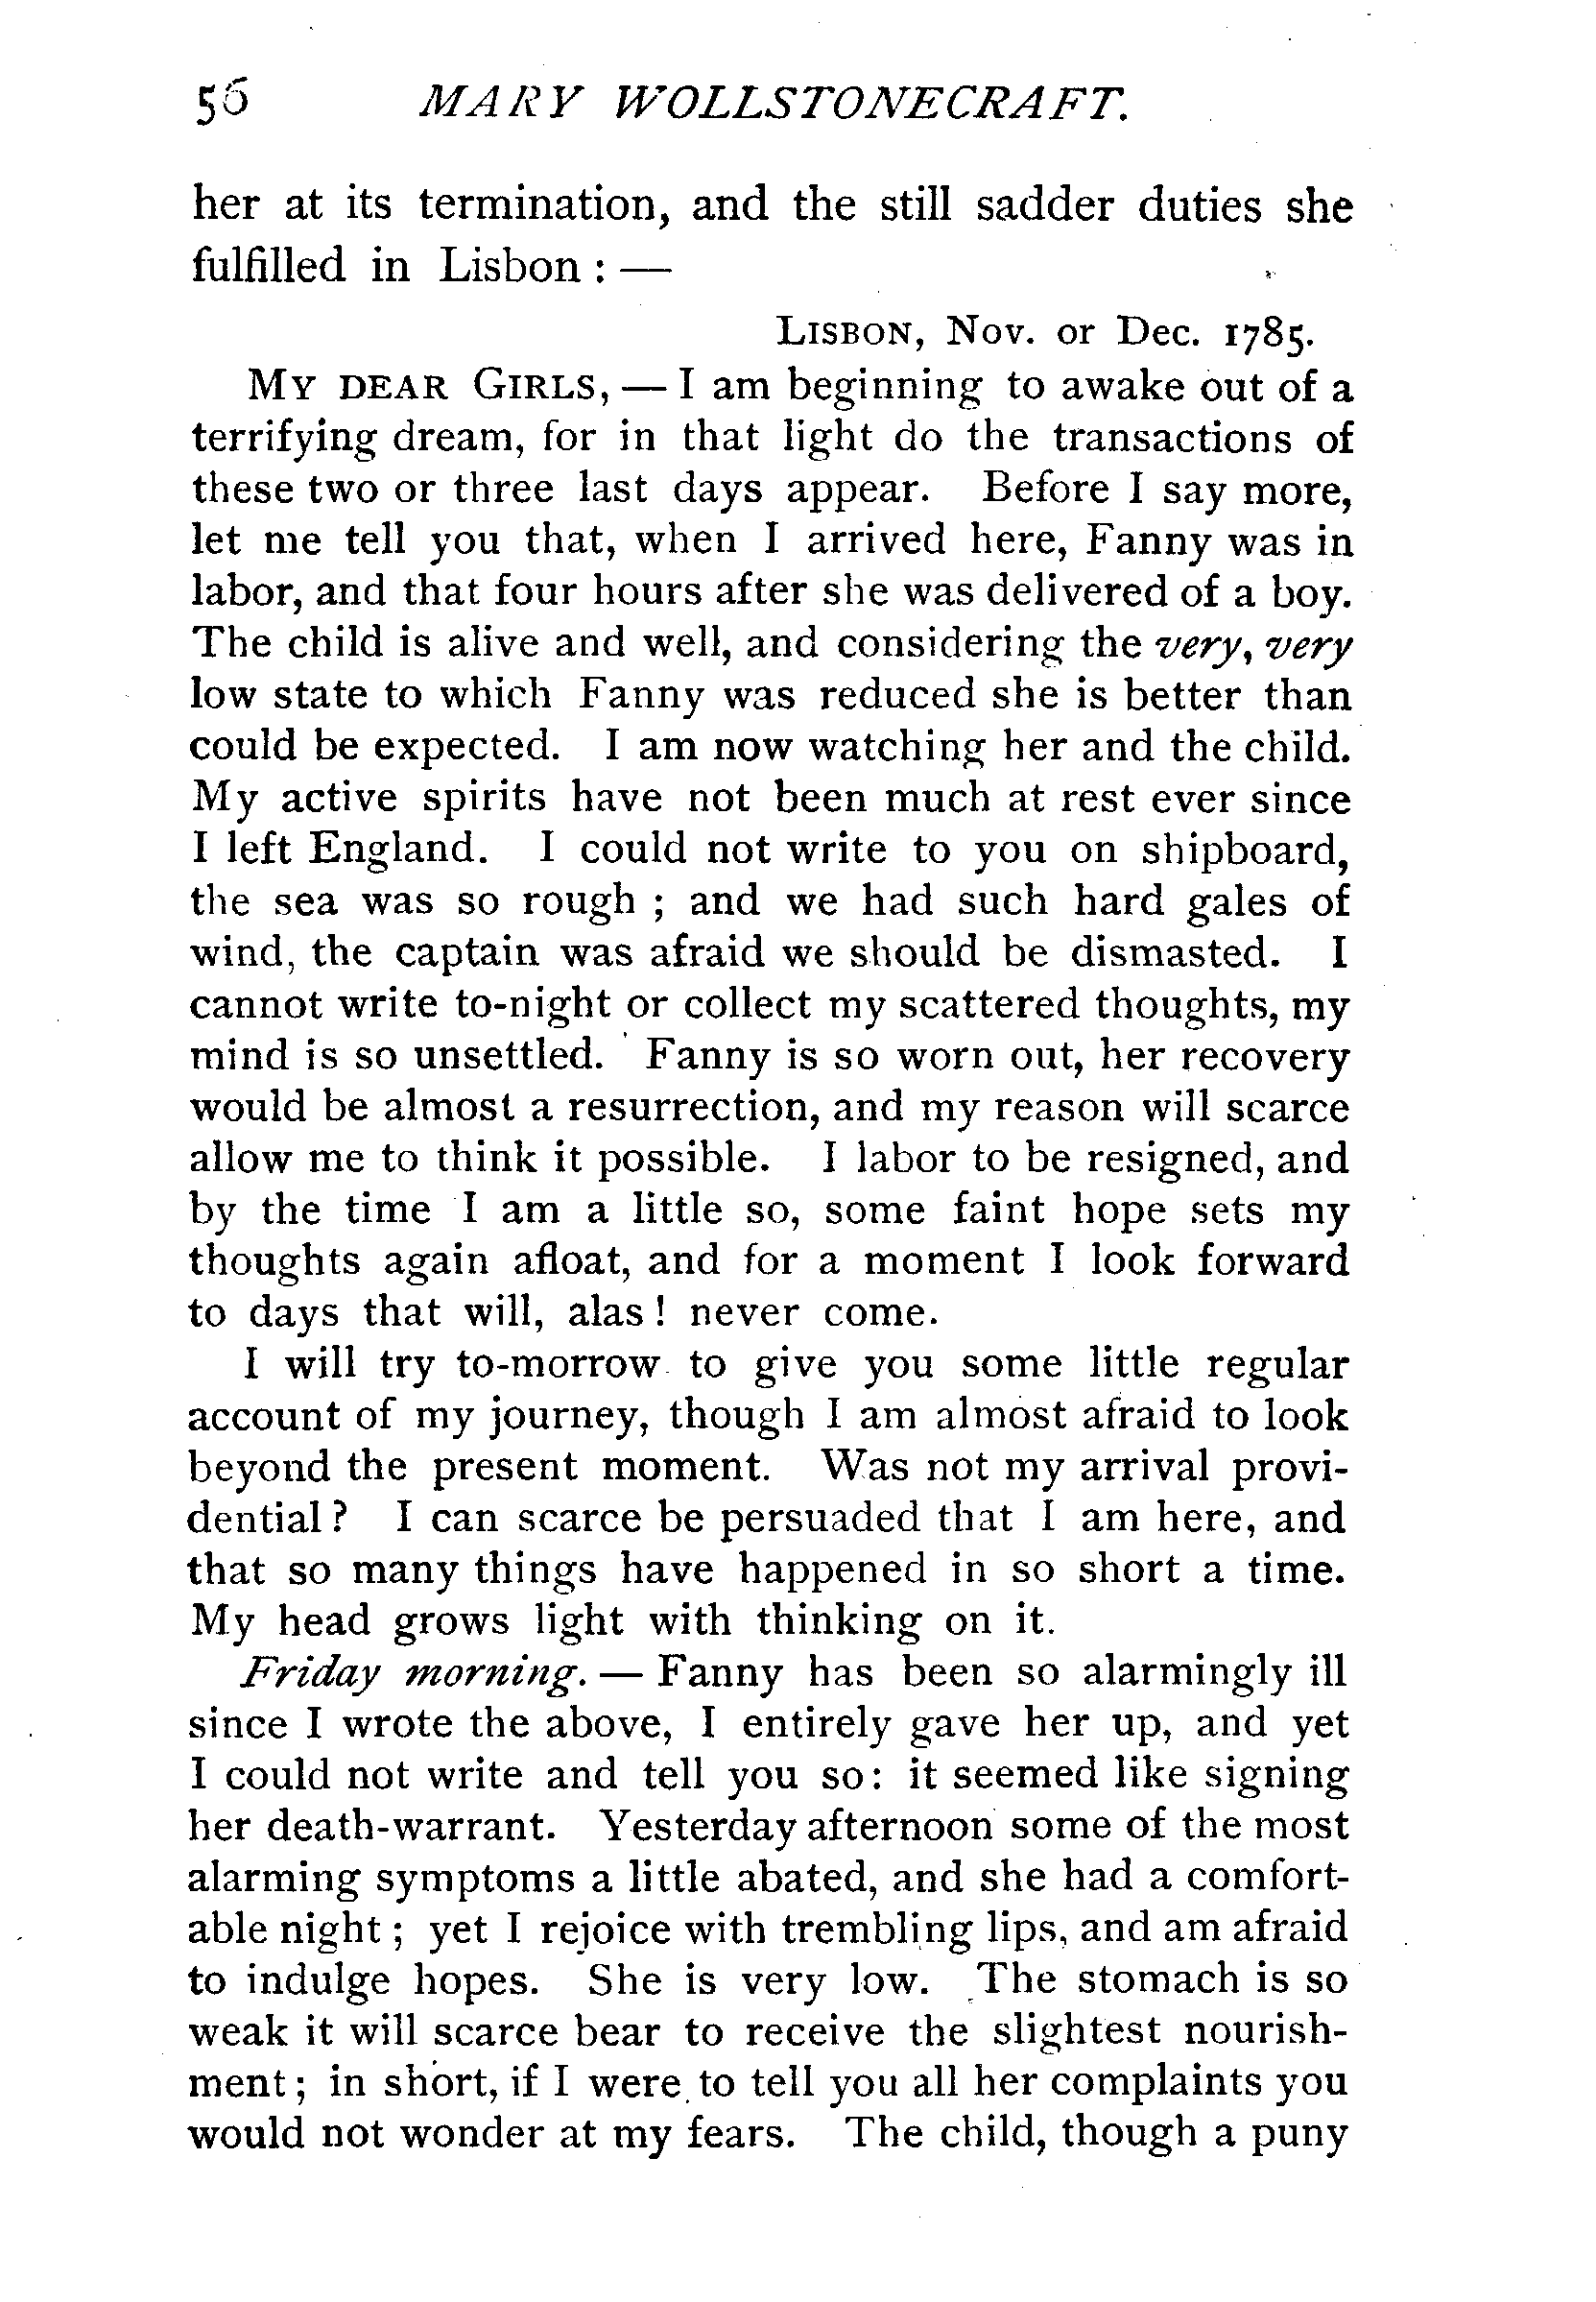 56 MARY WOLLSTONECRAFT.
her at its termination, and the still sadder duties she
fulfilled in Lisbon : —
LISBON, Nov. or Dec. 1785.
MY DEAR GIRLS, — I am beginning to awake out of a
terrifying dream, for in that light do the transactions of
these two or three last days appear. Before I say more,
let me tell you that, when I arrived here, Fanny was in
labor, and that four hours after she was delivered of a boy.
The child is alive and well, and considering the very, very
low state to which Fanny was reduced she is better than
could be expected. I am now watching her and the child.
My active spirits have not been much at rest ever since
I left England. I could not write to you on shipboard,
the sea was so rough ; and we had such hard gales of
wind, the captain was afraid we should be dismasted. I
cannot write to-night or collect my scattered thoughts, my
mind is so unsettled. Fanny is so worn out, her recovery
would be almost a resurrection, and my reason will scarce
allow me to think it possible. I labor to be resigned, and
by the time I am a little so, some faint hope sets my
thoughts again afloat, and for a moment I look forward
to days that will, alas ! never come.
I will try to-morrow to give you some little regular
account of my journey, though I am almost afraid to look
beyond the present moment. Was not my arrival provi-
dential ? I can scarce be persuaded that I am here, and
that so many things have happened in so short a time.
My head grows light with thinking on it.
Friday morning. — Fanny has been so alarmingly ill
since I wrote the above, I entirely gave her up, and yet
I could not write and tell you so: it seemed like signing
her death-warrant. Yesterday afternoon some of the most
alarming symptoms a little abated, and she had a comfort-
able night ; yet I rejoice with trembling lips, and am afraid
to indulge hopes. She is very low. The stomach is so
weak it will scarce bear to receive the slightest nourish-
ment ; in short, if I were to tell you all her complaints you
would not wonder at my fears. The child, though a puny